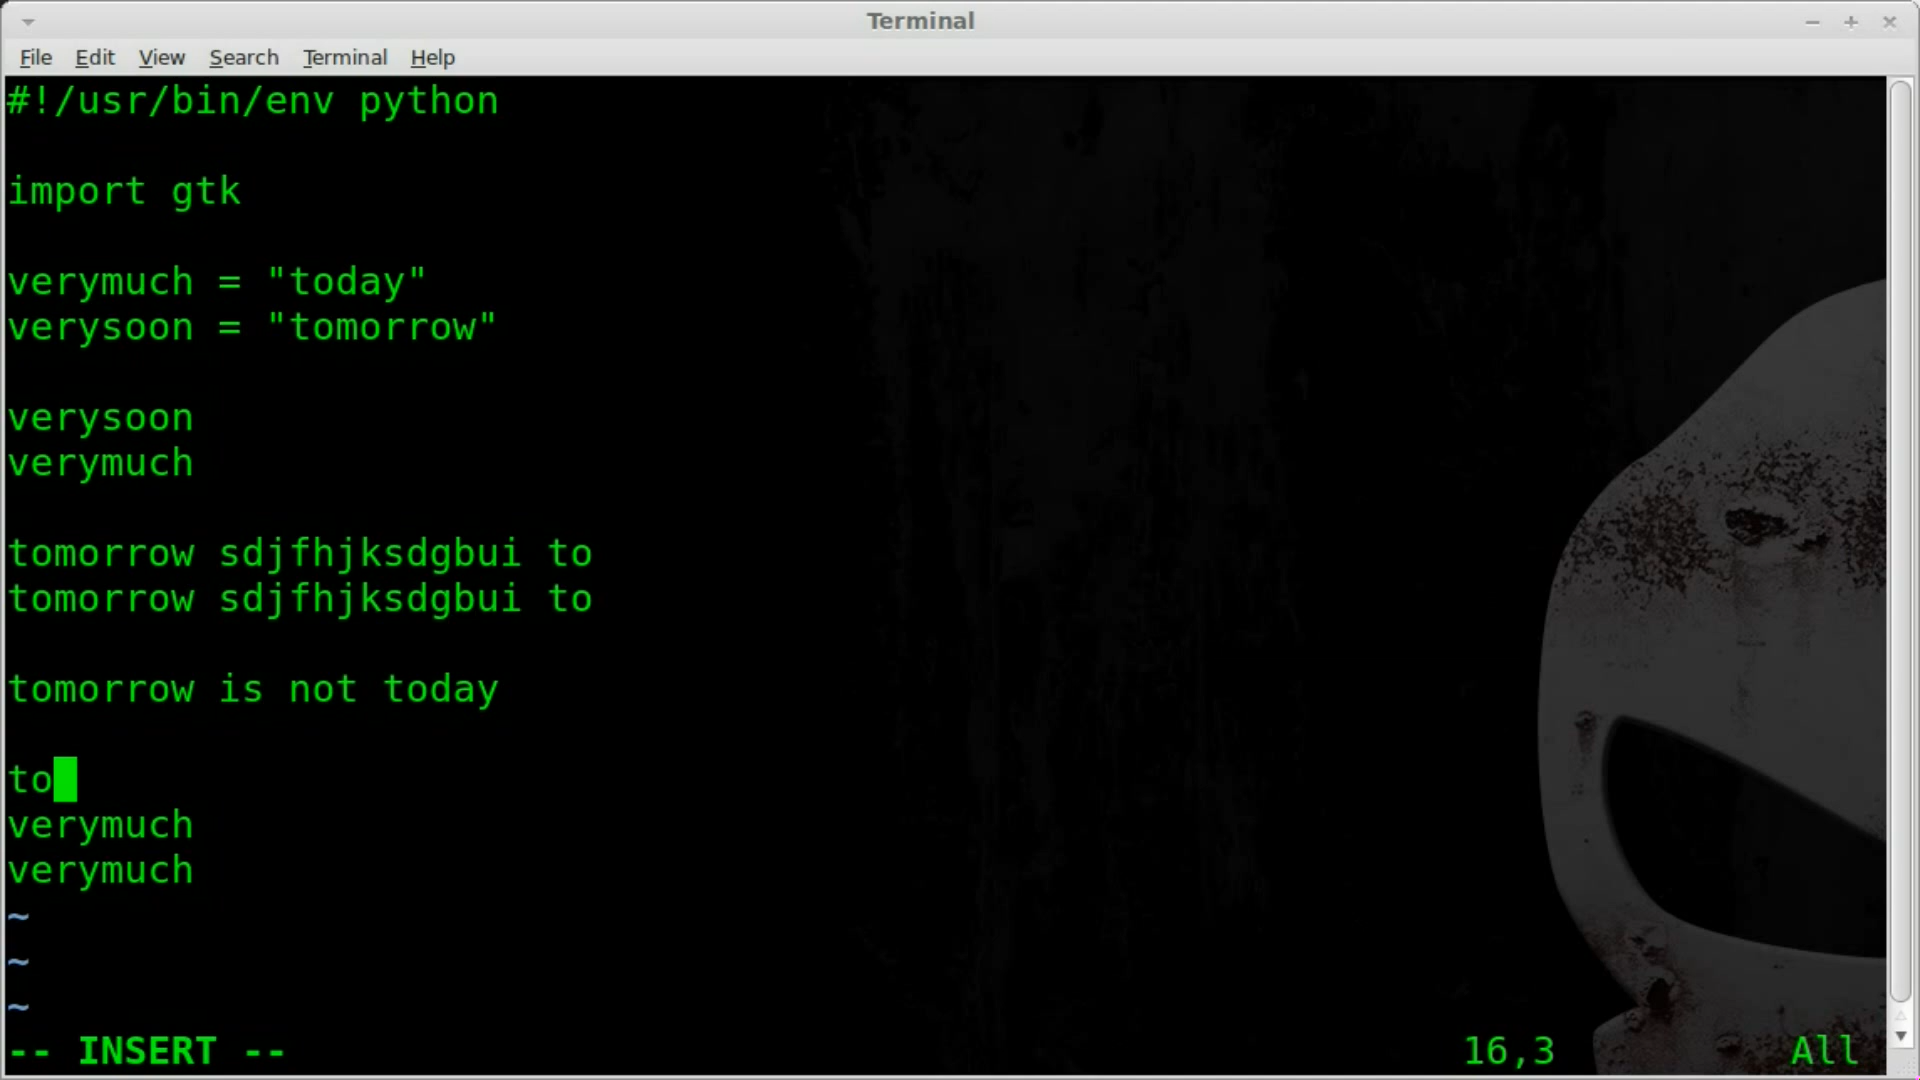 Terminal
File Edit View Search Terminal Help
#!/usr/bin/env python
import gtk
verymuch = "today"
verysoon = "tomorrow"
verysoon
verymuch
tomorrow sdjfhjksdgbui to
tomorrow sdjfhjksdgbui to
tomorrow is not today
to
verymuch
verymuch
~
~
~
-- INSERT -- 16,3 All